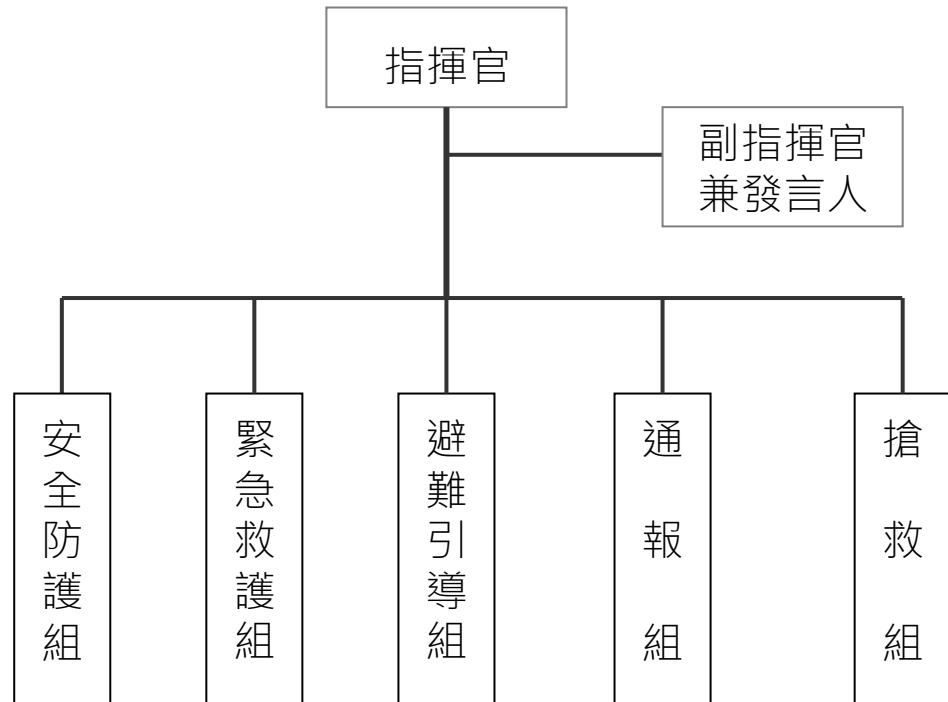 指揮官
副指揮官
兼發言人
安全防護組
緊急救護組
避難引導組
通報組
搶救組